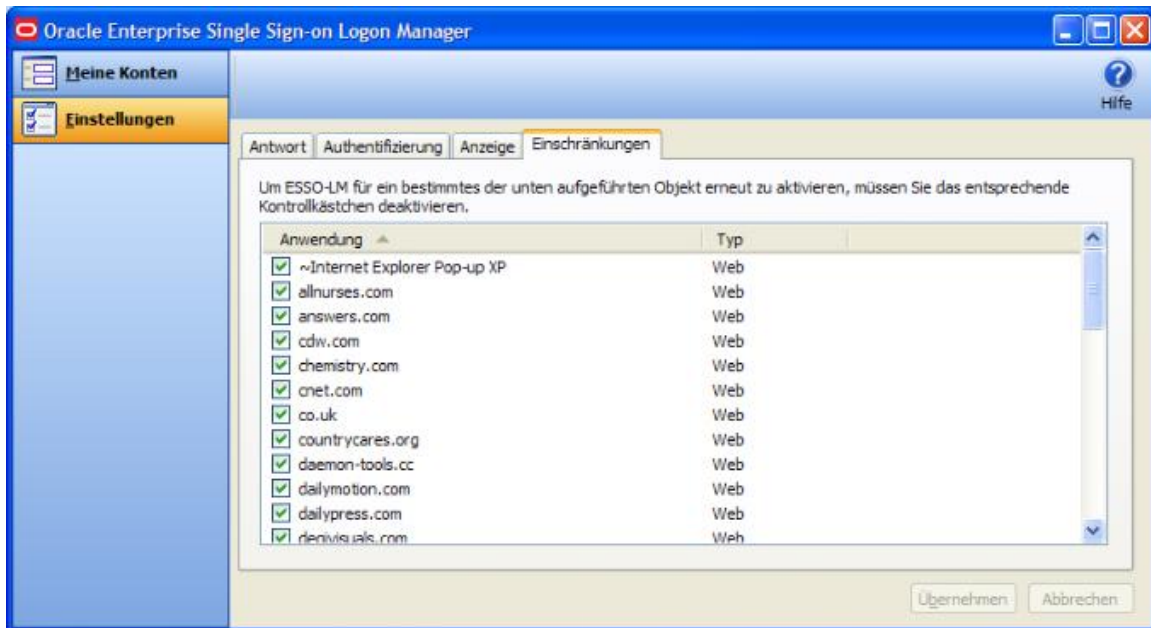 Oracle Enterprise Single Sign-on Logon Manager
Meine Konten
Einstellungen
Hilfe
Antwort Authentifizierung Anzeige Einschränkungen
Um ESSO-LM für ein bestimmtes der unten aufgeführten Objekt erneut zu aktivieren, müssen Sie das entsprechende
Kontrollkästchen deaktivieren.
Anwendung Typ
~Internet Explorer Pop-up XP Web
allnurses.com Web
answers.com Web
cdw.com Web
chemistry.com Web
cnet.com Web
co.uk Web
countrycares.org Web
daemon-tools.cc Web
dailymotion.com Web
dailypress.com Web
Web
Übernehmen Abbrechen